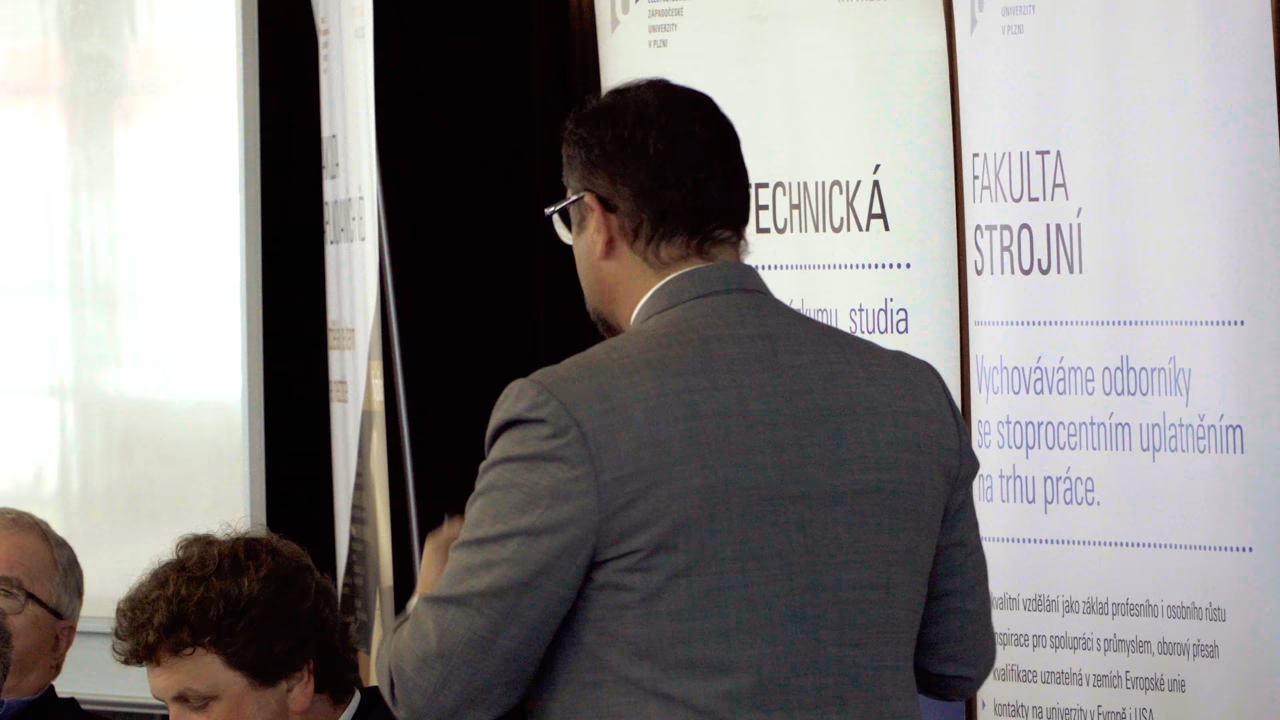 ZÁPADOČESKÉ
UNIVERZITY
V PLZNI
TECHNICKÁ
studia
UNIVERZITY
V PLZNI
FAKULTA
STROJNÍ
Vychováváme odborníky
se stoprocentním uplatněním
na trhu práce.
kvalitní vzdělání jako základ profesního i osobního růstu
inspirace pro spolupráci s průmyslem, oborový přesah
kvalifikace uznatelná v zemích Evropské unie
kontakty na univerzity v Evropě i USA